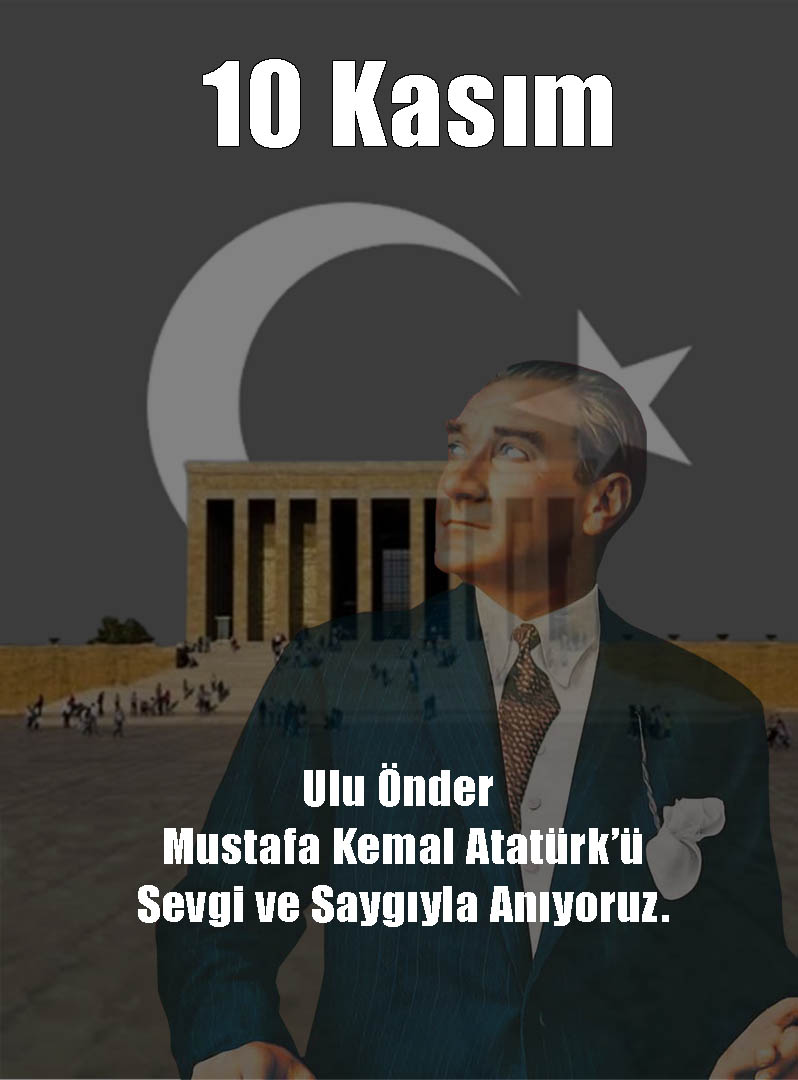 10 Kasım
Ulu Önder
Mustafa Kemal Atatürk’ü
Sevgi ve Saygıyla Anıyoruz.